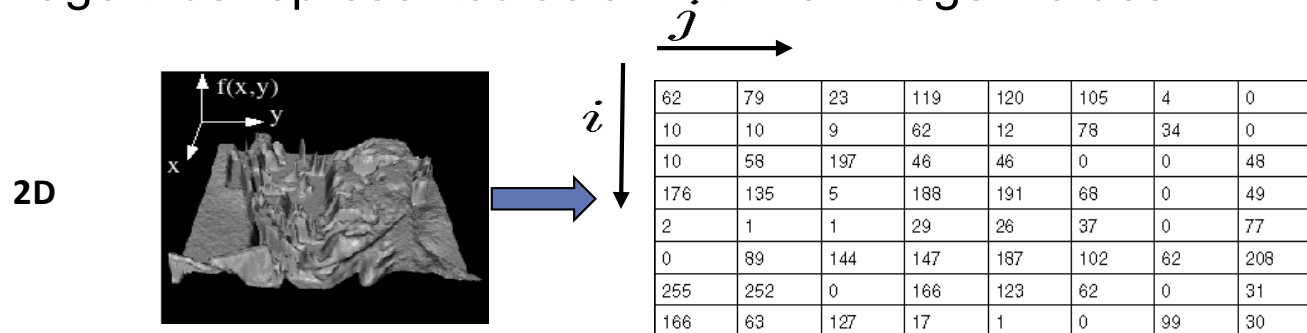 j
f(x,y)
y
x
i
2D
62 79 23 119 120 105 4 0
10 10 9 62 12 78 34 0
10 58 197 46 46 0 0 48
176 135 5 188 191 68 0 49
2 1 1 29 26 37 0 77
0 89 144 147 187 102 62 208
255 252 0 166 123 62 0 31
166 63 127 17 1 0 99 30